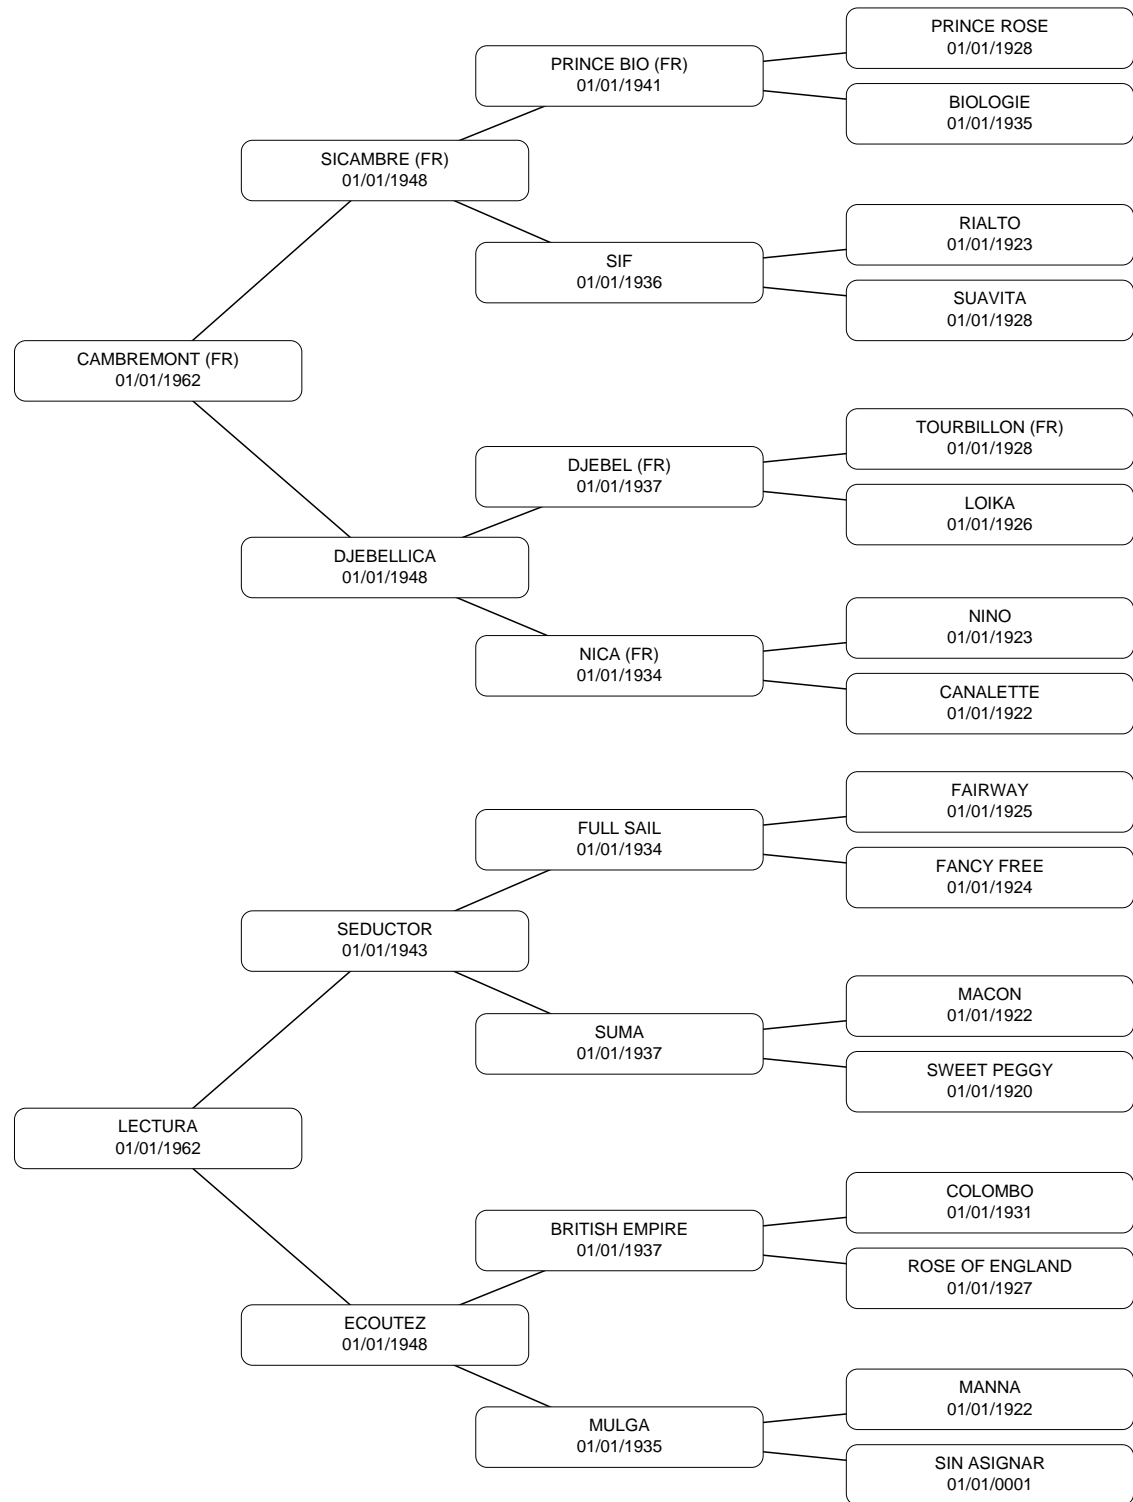 PRINCE ROSE
01/01/1928
PRINCE BIO (FR)
01/01/1941
BIOLOGIE
01/01/1935
SICAMBRE (FR)
01/01/1948
RIALTO
01/01/1923
SIF
01/01/1936
SUAVITA
01/01/1928
CAMBREMONT (FR)
01/01/1962
TOURBILLON (FR)
01/01/1928
DJEBEL (FR)
01/01/1937
LOIKA
01/01/1926
DJEBELLICA
01/01/1948
NINO
01/01/1923
NICA (FR)
01/01/1934
CANALETTE
01/01/1922
FAIRWAY
01/01/1925
FULL SAIL
01/01/1934
FANCY FREE
01/01/1924
SEDUCTOR
01/01/1943
MACON
01/01/1922
SUMA
01/01/1937
SWEET PEGGY
01/01/1920
LECTURA
01/01/1962
COLOMBO
01/01/1931
BRITISH EMPIRE
01/01/1937
ROSE OF ENGLAND
01/01/1927
ECOUTEZ
01/01/1948
MANNA
01/01/1922
MULGA
01/01/1935
SIN ASIGNAR
01/01/0001